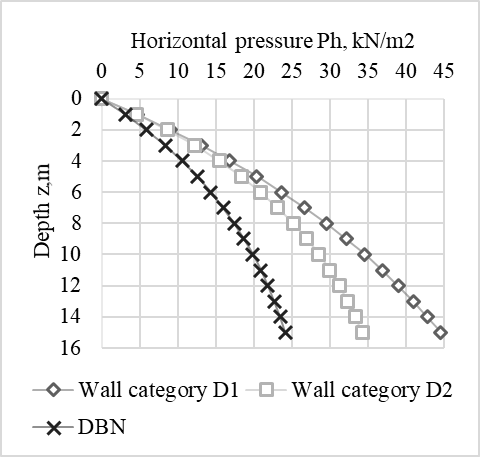 Horizontal pressure Ph, kN/m2
0 5 10 15 20 25 30 35 40 45
0
2
4
6
8
10
12
14
16
Depth z,m
Wall category D1 Wall category D2
DBN